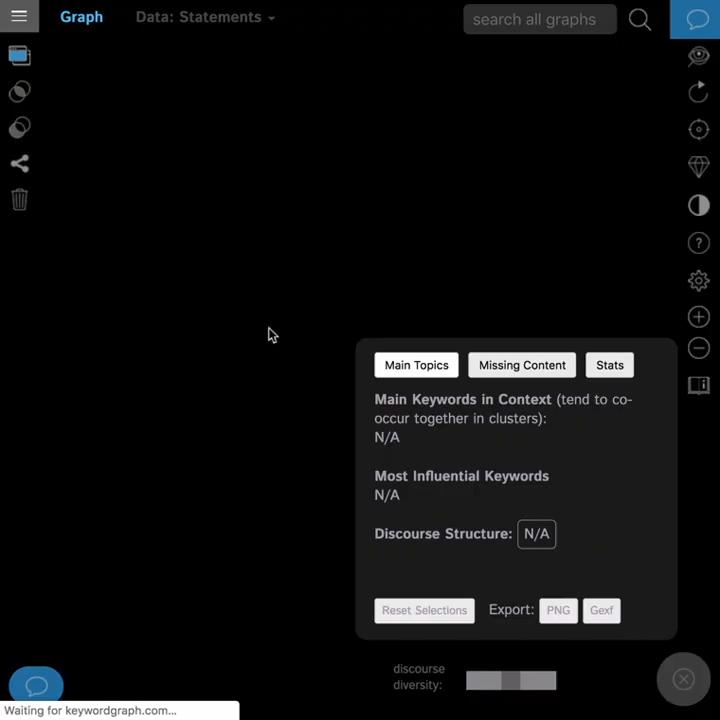 Graph
Data: Statements
search all graphs
Main Topics
Missing Content
Stats
Main Keywords in Context (tend to co-
occur together in clusters):
N/A
Most Influential Keywords
N/A
Discourse Structure: N/A
Reset Selections
Export: PNG Gexf
discourse
diversity:
Waiting for keywordgraph.com...